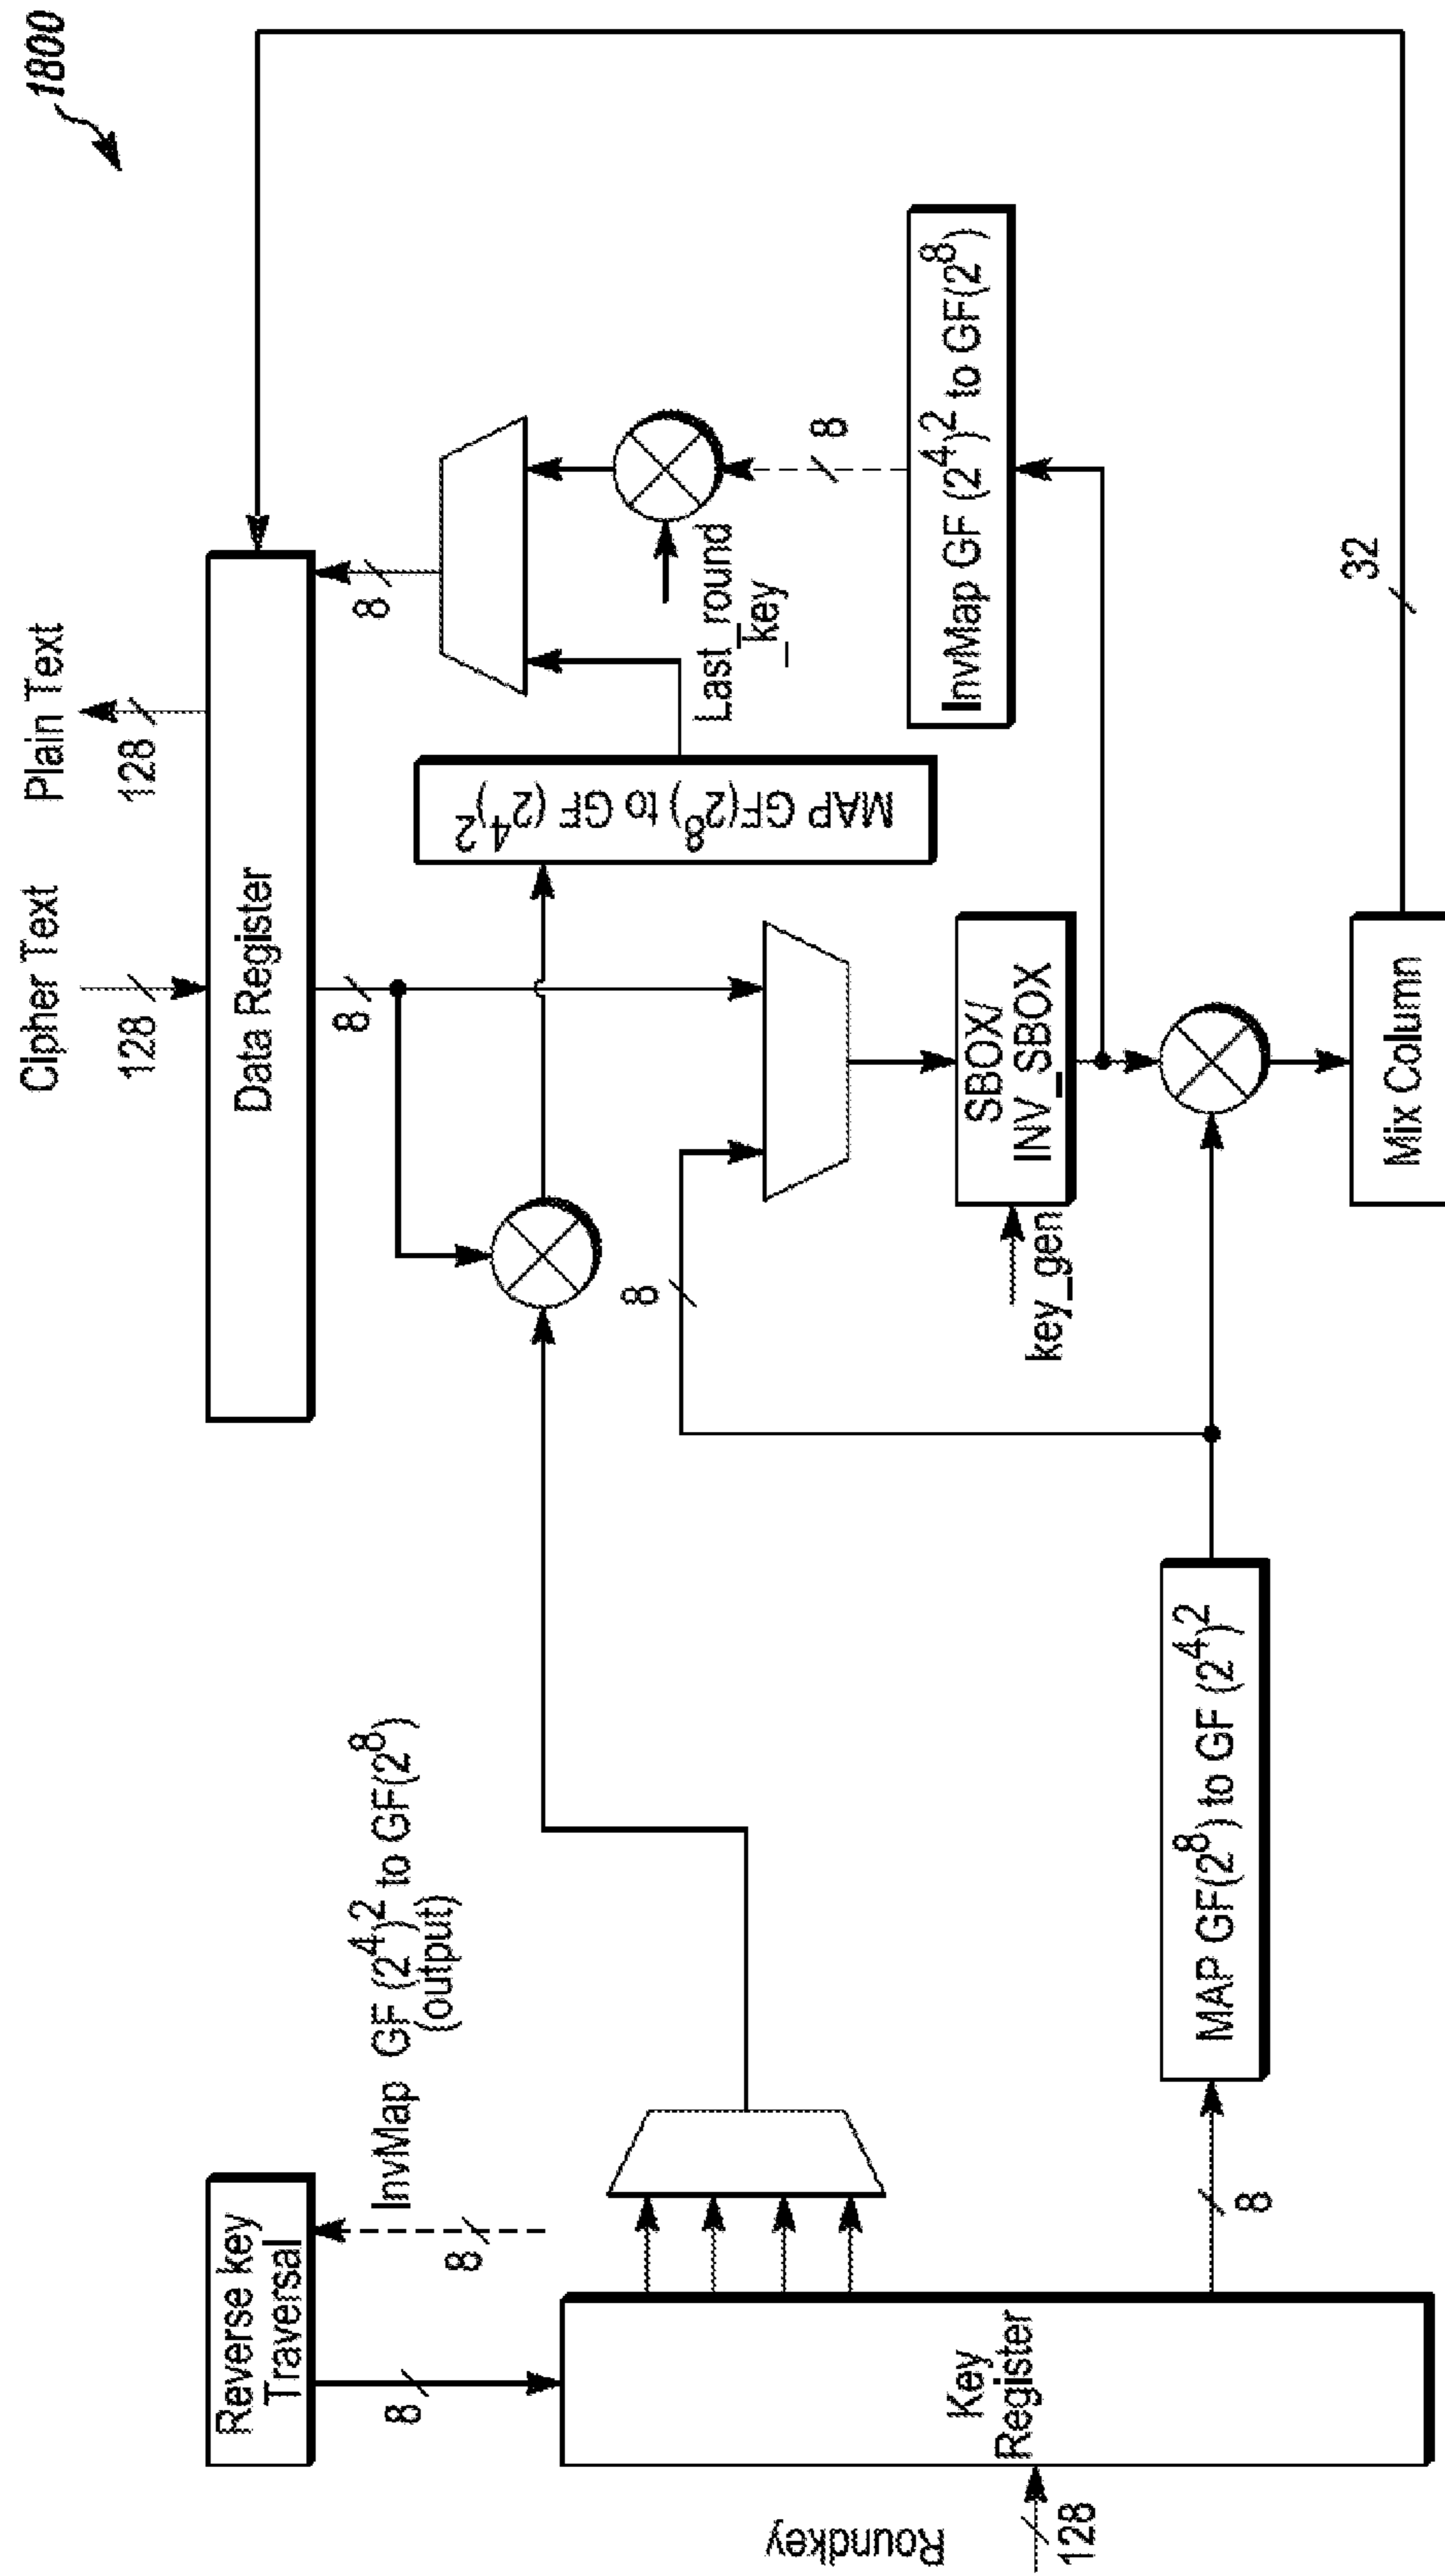 1800
Cipher Text
Plain Text
128
128
Data Register
8
8
MAP GF(2^8) to GF (2^4)^2
Last_round
_key
8
InvMap GF (2^4)^2 to GF(2^8)
8
SBOX/
INV_SBOX
key_gen
Mix Column
32
Reverse key
Traversal
8
8
InvMap GF (2^4)^2 to GF(2^8)
(output)
Key
Register
Roundkey
128
8
MAP GF(2^8) to GF (2^4)^2